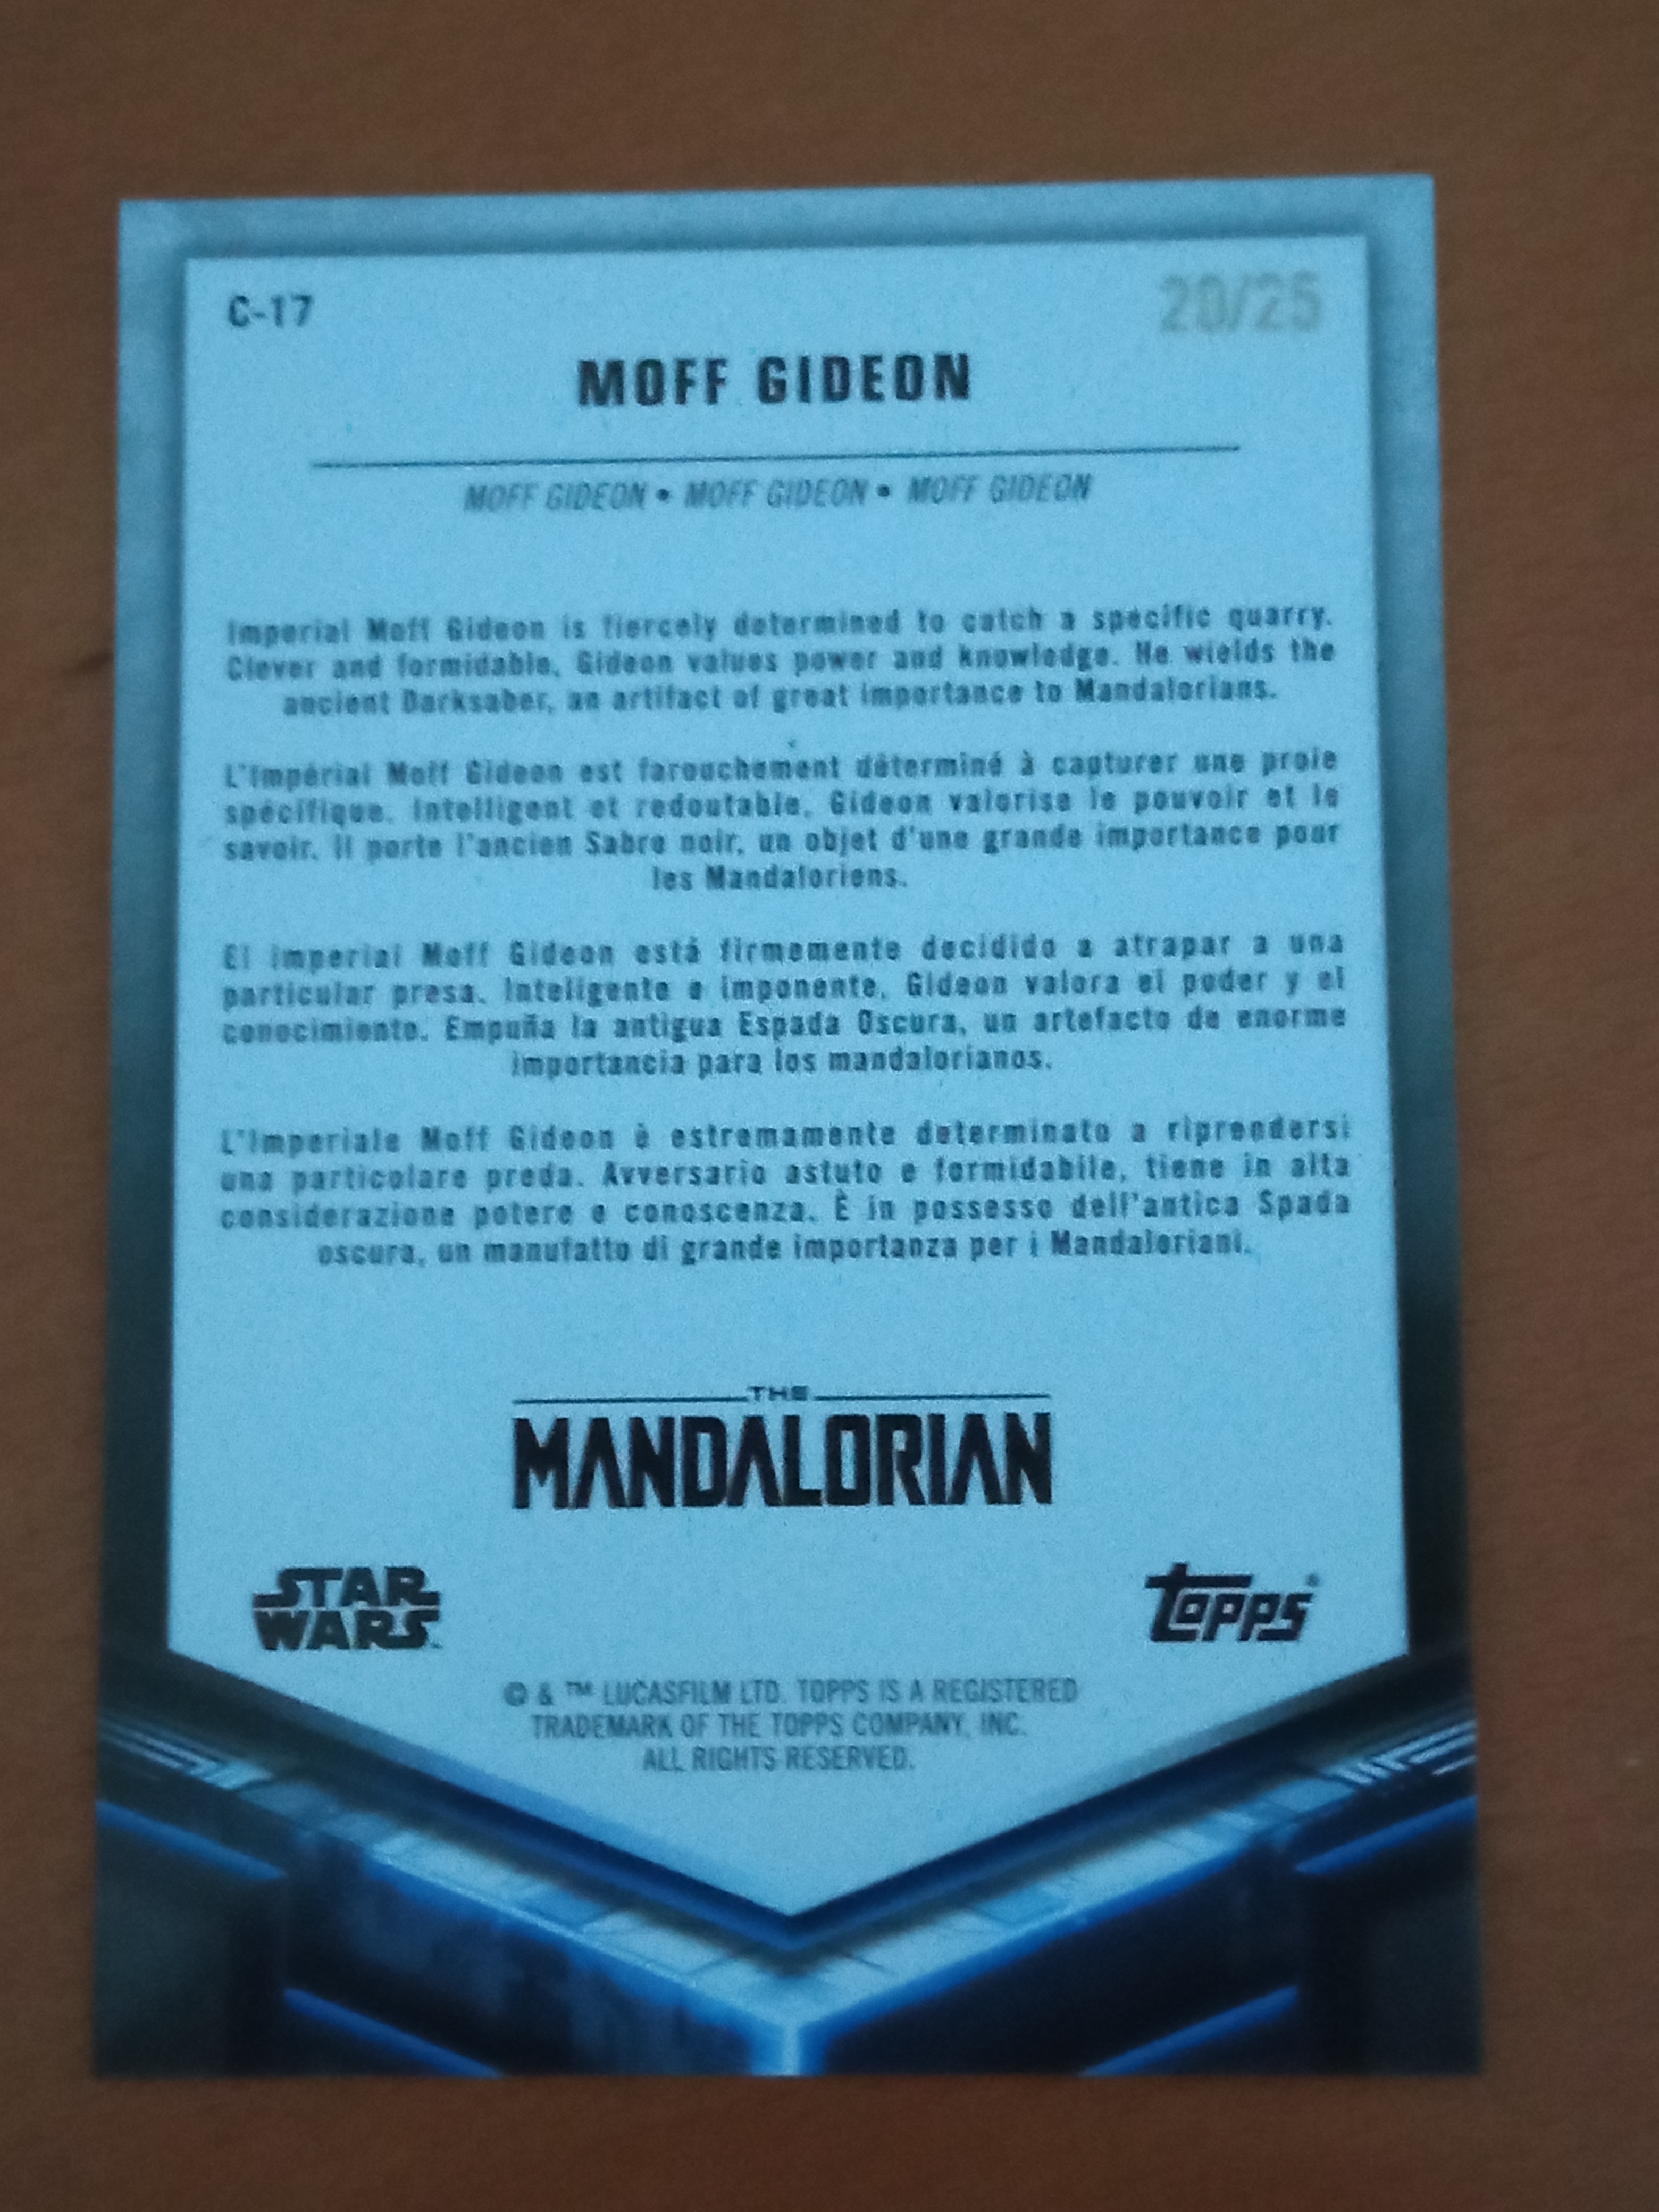 C-17
20/25
MOFF GIDEON
MOFF GIDEON • MOFF GIDEON • MOFF GIDEON
Imperial Moff Gideon is fiercely determined to catch a specific quarry.
Clever and formidable, Gideon values power and knowledge. He wields the
ancient Darksaber, an artifact of great importance to Mandalorians.
L'Impérial Moff Gideon est farouchement déterminé à capturer une proie
spécifique. Intelligent et redoutable, Gideon valorise le pouvoir et le
savoir. Il porte l'ancien Sabre noir, un objet d'une grande importance pour
les Mandaloriens.
El imperial Moff Gideon está firmemente decidido a atrapar a una
particular presa. Inteligente e imponente, Gideon valora el poder y el
conocimiento. Empuña la antigua Espada Oscura, un artefacto de enorme
importancia para los mandalorianos.
L'Imperiale Moff Gideon è estremamente determinato a riprendersi
una particolare preda. Avversario astuto e formidabile, tiene in alta
considerazione potere e conoscenza. È in possesso dell'antica Spada
oscura, un manufatto di grande importanza per i Mandaloriani.
THE
MANDALORIAN
STAR
WARS
topps®
© & ™ LUCASFILM LTD. TOPPS IS A REGISTERED
TRADEMARK OF THE TOPPS COMPANY, INC.
ALL RIGHTS RESERVED.